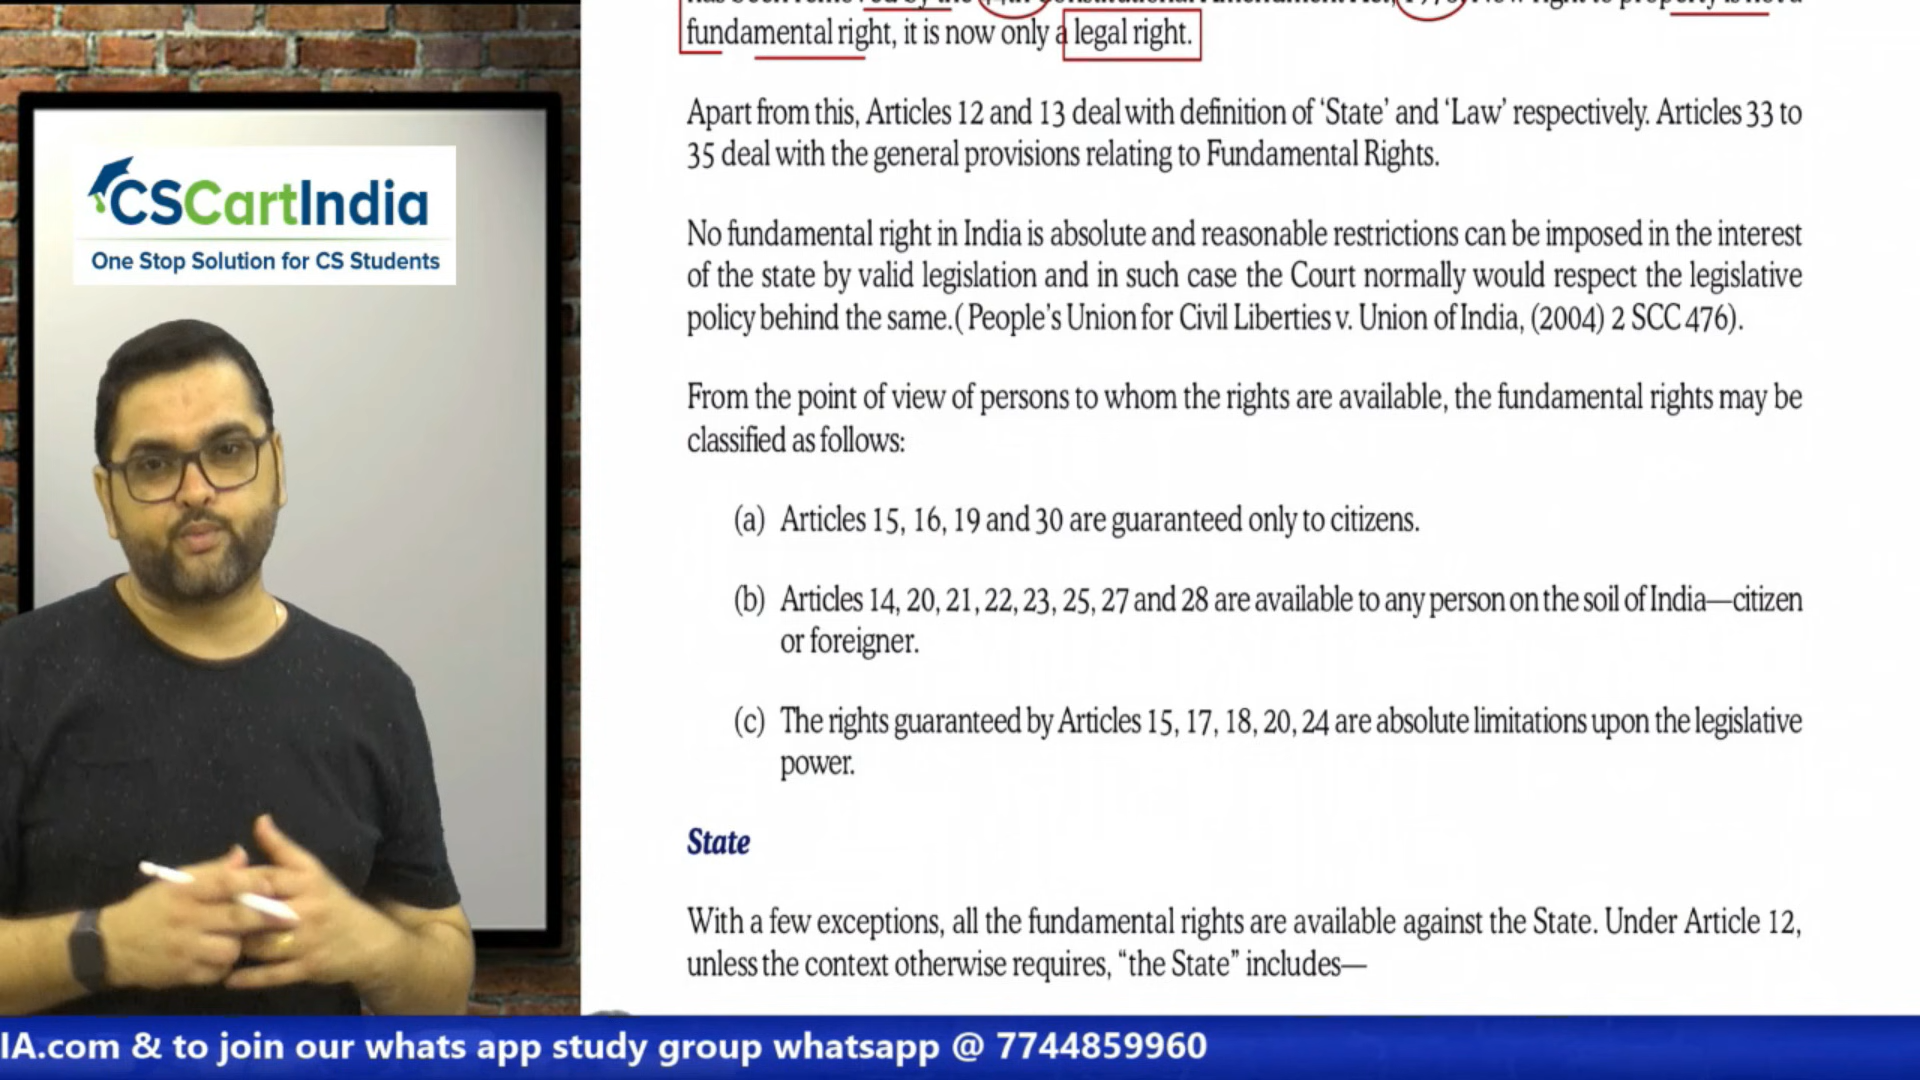 CSCartIndia
One Stop Solution for CS Students
fundamental right, it is now only a legal right.
Apart from this, Articles 12 and 13 deal with definition of ‘State’ and ‘Law’ respectively. Articles 33 to
35 deal with the general provisions relating to Fundamental Rights.
No fundamental right in India is absolute and reasonable restrictions can be imposed in the interest
of the state by valid legislation and in such case the Court normally would respect the legislative
policy behind the same.( People’s Union for Civil Liberties v. Union of India, (2004) 2 SCC 476).
From the point of view of persons to whom the rights are available, the fundamental rights may be
classified as follows:
(a) Articles 15, 16, 19 and 30 are guaranteed only to citizens.
(b) Articles 14, 20, 21, 22, 23, 25, 27 and 28 are available to any person on the soil of India—citizen
or foreigner.
(c) The rights guaranteed by Articles 15, 17, 18, 20, 24 are absolute limitations upon the legislative
power.
State
With a few exceptions, all the fundamental rights are available against the State. Under Article 12,
unless the context otherwise requires, “the State” includes—
IA.com & to join our whats app study group whatsapp @ 7744859960